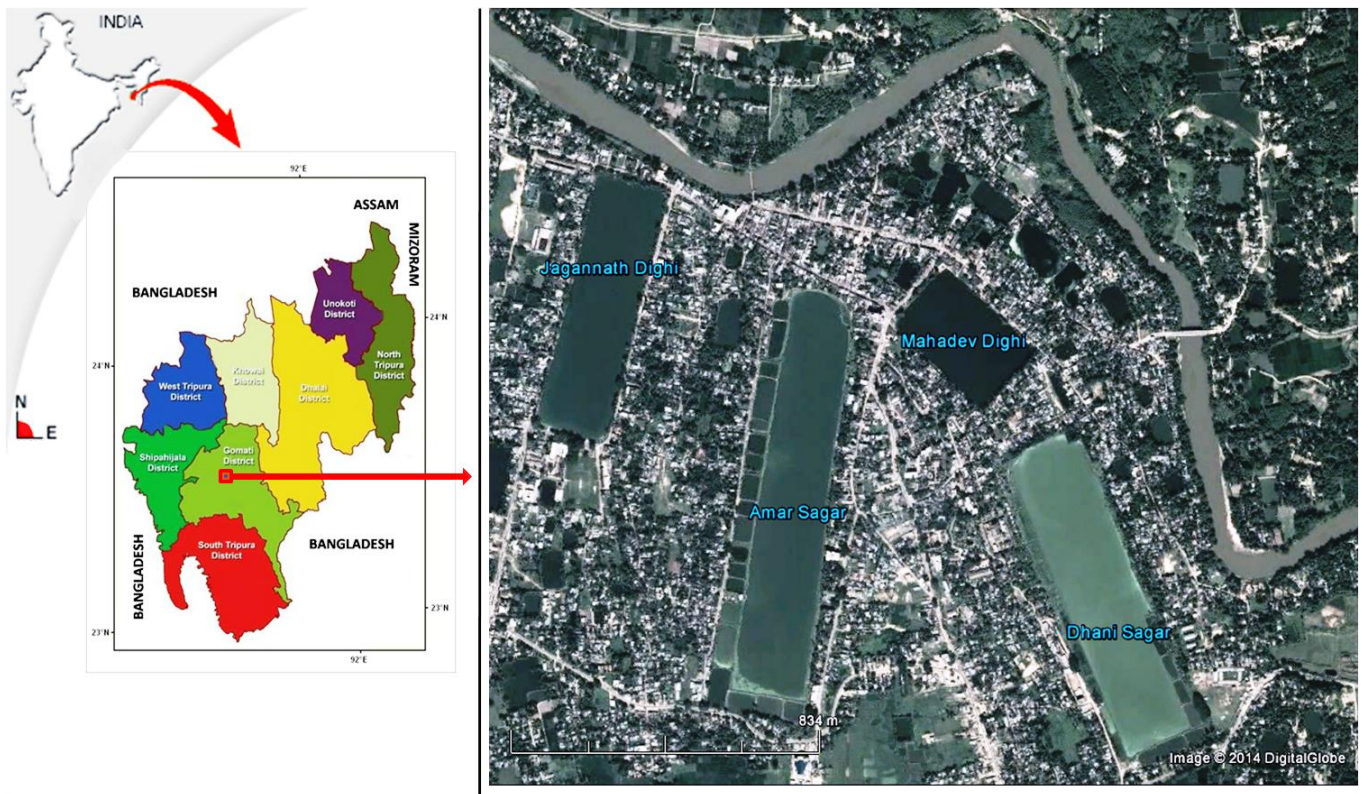 INDIA
N
E
92°E
ASSAM
MIZORAM
BANGLADESH
Unokoti
District
24°N
24°N
North
Tripura
District
Khowai
District
Dhalai
District
West Tripura
District
Shipahijala
District
Gomati
District
South Tripura
District
BANGLADESH
BANGLADESH
23°N
23°N
92°E
Jagannath Dighi
Mahadev Dighi
Amar Sagar
Dhani Sagar
834 m
Image © 2014 DigitalGlobe